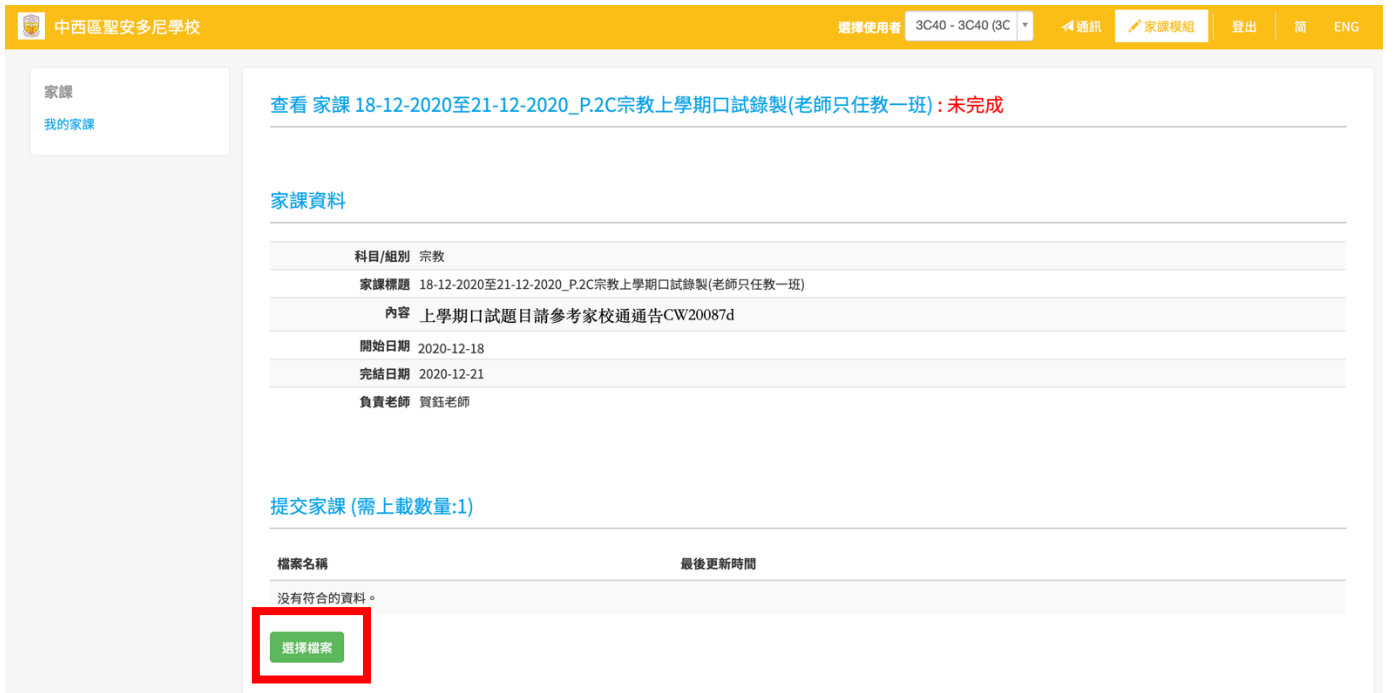 中西區聖安多尼學校
選擇使用者 3C40 - 3C40 (3C 通訊 家課模組 登出 简 ENG
家課
我的家課
查看 家課 18-12-2020至21-12-2020_P.2C宗教上學期口試錄製(老師只任教一班) : 未完成
家課資料
科目/組別 宗教
家課標題 18-12-2020至21-12-2020_P.2C宗教上學期口試錄製(老師只任教一班)
內容 上學期口試題目請參考家校通通告CW20087d
開始日期 2020-12-18
完結日期 2020-12-21
負責老師 賀鈺老師
提交家課 (需上載數量:1)
檔案名稱 最後更新時間
没有符合的資料。
選擇檔案